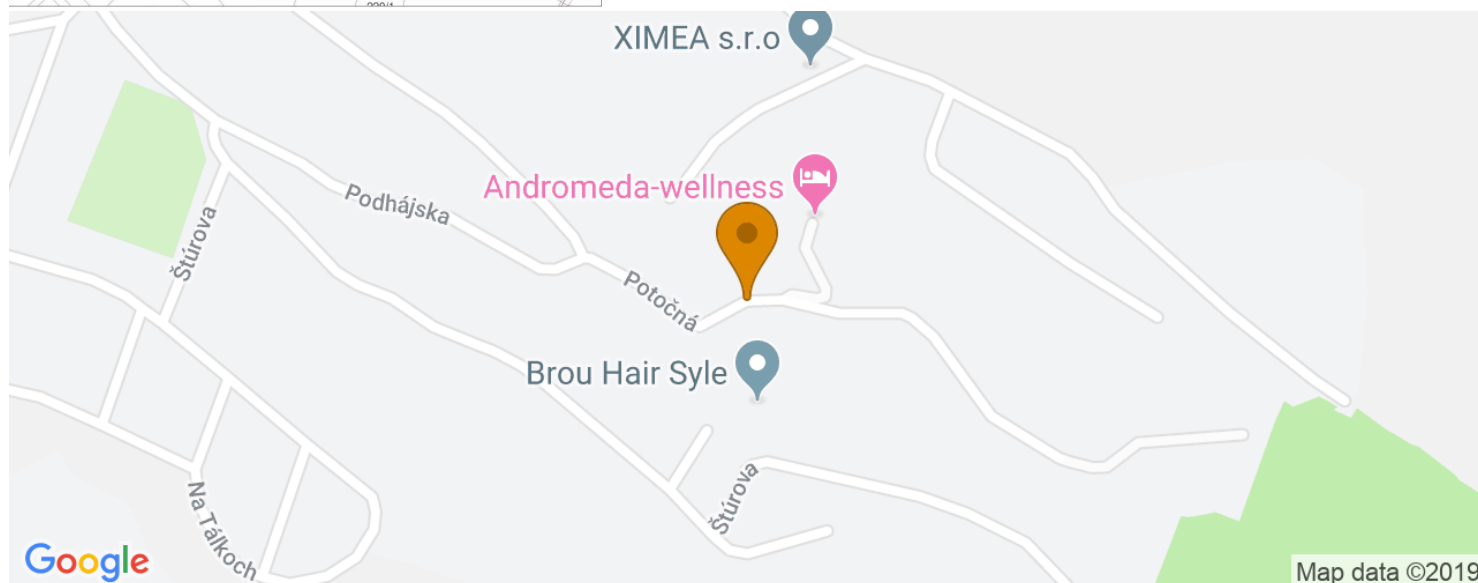 XIMEA s.r.o
Andromeda-wellness
Podhájska
Štúrova
Potočná
Brou Hair Syle
Štúrova
Na Tálkoch
Google
Map data ©2019